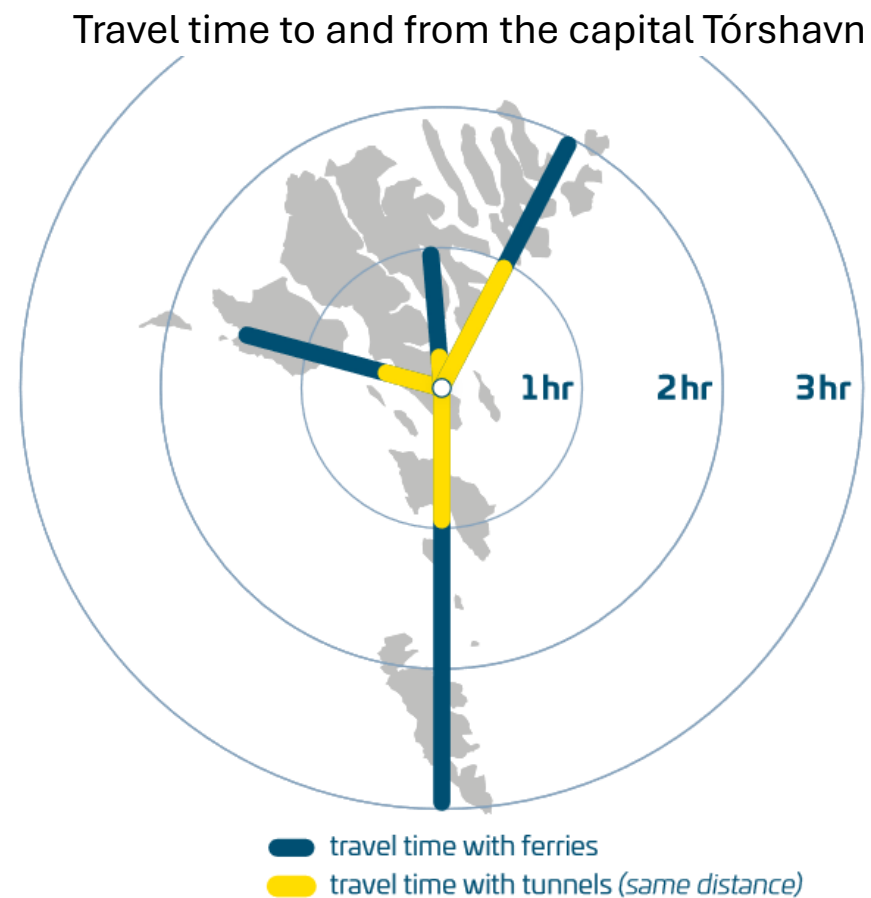 Travel time to and from the capital Tórshavn
1hr 2hr 3hr
travel time with ferries
travel time with tunnels (same distance)